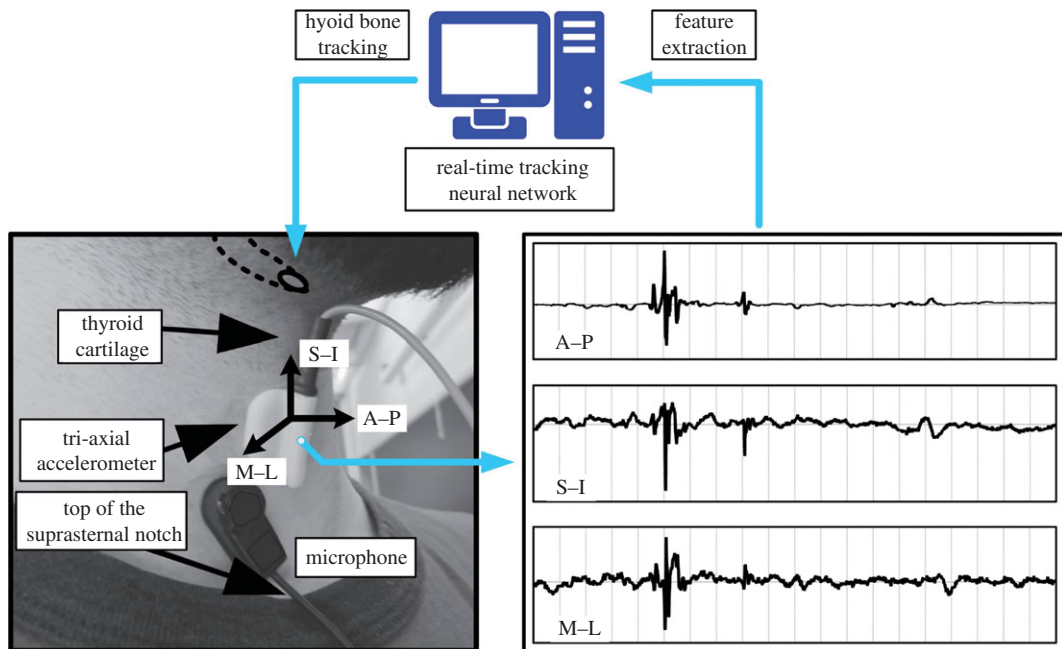 hyoid bone
tracking
feature
extraction
real-time tracking
neural network
thyroid
cartilage
S–I
A–P
tri-axial
accelerometer
M–L
top of the
suprasternal notch
microphone
A–P
S–I
M–L